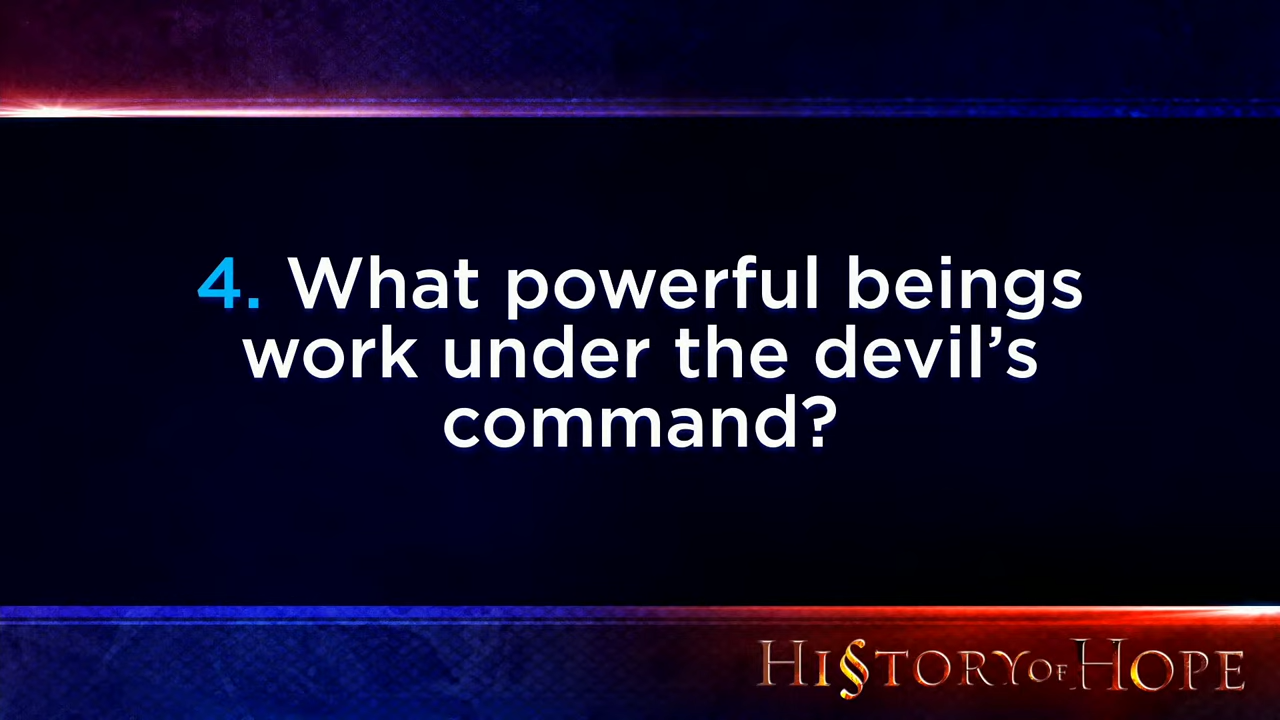 4. What powerful beings
work under the devil’s
command?
HISTORY OF HOPE